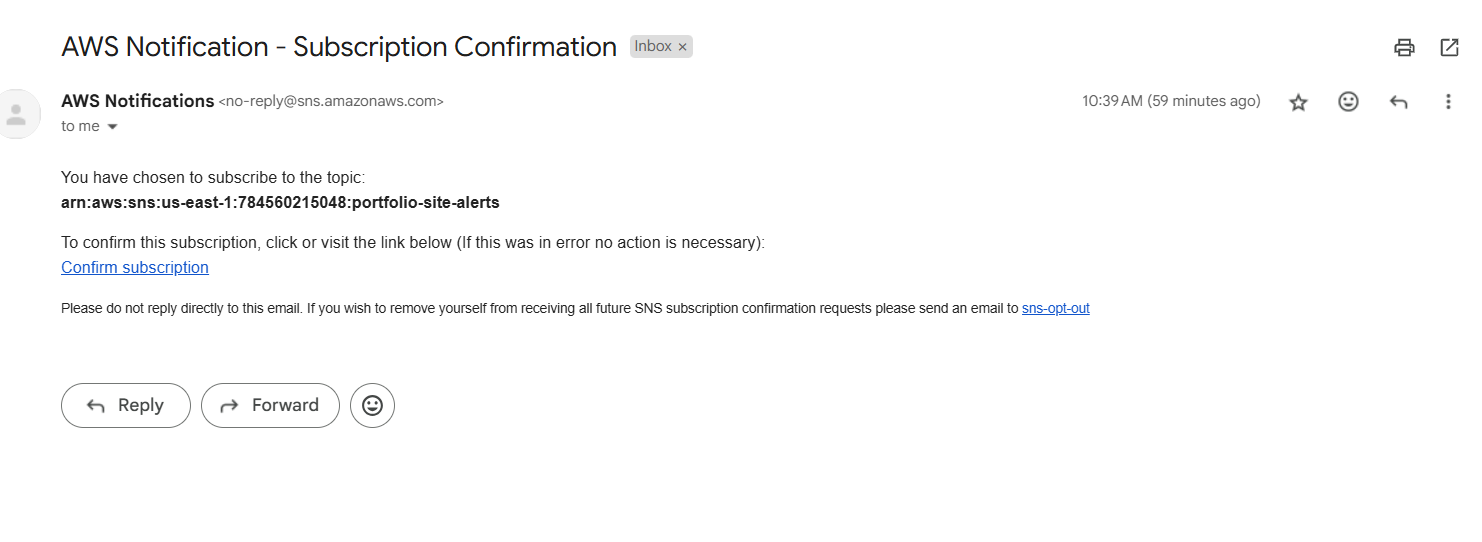 AWS Notification - Subscription Confirmation Inbox ×
AWS Notifications <no-reply@sns.amazonaws.com> 10:39 AM (59 minutes ago)
to me
You have chosen to subscribe to the topic:
arn:aws:sns:us-east-1:784560215048:portfolio-site-alerts
To confirm this subscription, click or visit the link below (If this was in error no action is necessary):
Confirm subscription
Please do not reply directly to this email. If you wish to remove yourself from receiving all future SNS subscription confirmation requests please send an email to sns-opt-out
Reply Forward